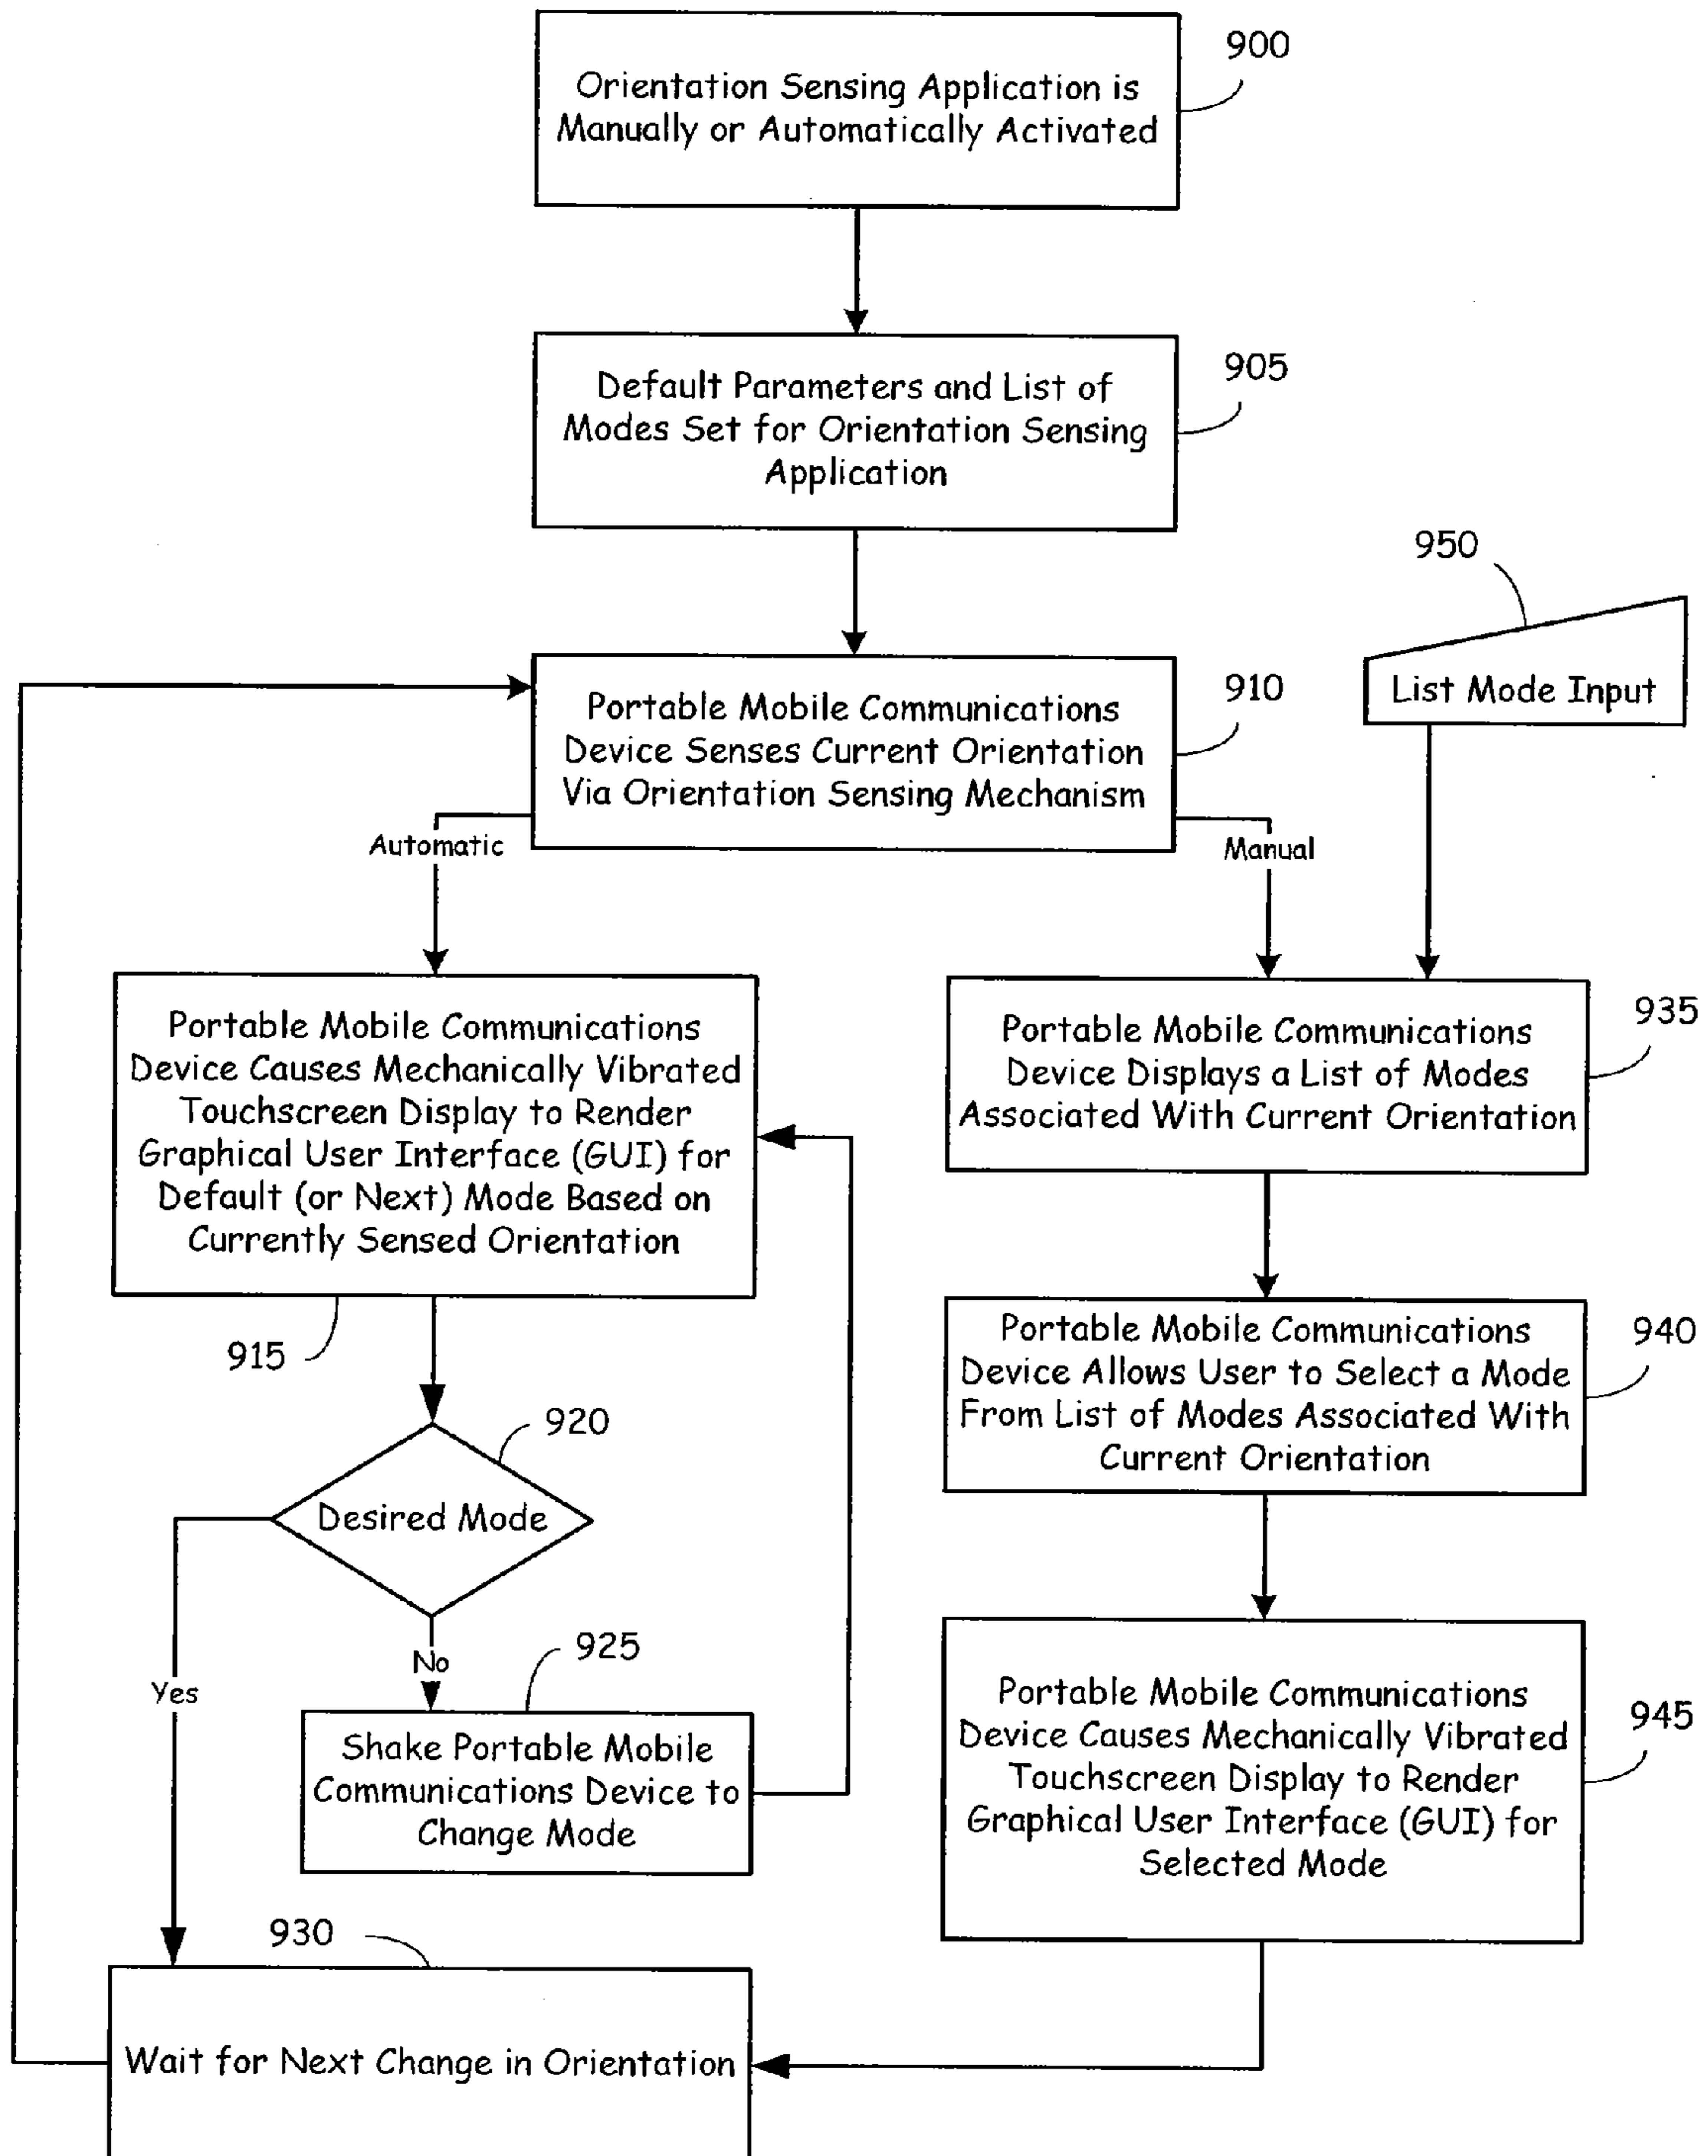 900
Orientation Sensing Application is
Manually or Automatically Activated
905
Default Parameters and List of
Modes Set for Orientation Sensing
Application
950
List Mode Input
910
Portable Mobile Communications
Device Senses Current Orientation
Via Orientation Sensing Mechanism
Automatic
Manual
Portable Mobile Communications
Device Causes Mechanically Vibrated
Touchscreen Display to Render
Graphical User Interface (GUI) for
Default (or Next) Mode Based on
Currently Sensed Orientation
915
920
Desired Mode
Yes
No
925
Shake Portable Mobile
Communications Device to
Change Mode
930
Wait for Next Change in Orientation
935
Portable Mobile Communications
Device Displays a List of Modes
Associated With Current Orientation
940
Portable Mobile Communications
Device Allows User to Select a Mode
From List of Modes Associated With
Current Orientation
945
Portable Mobile Communications
Device Causes Mechanically Vibrated
Touchscreen Display to Render
Graphical User Interface (GUI) for
Selected Mode